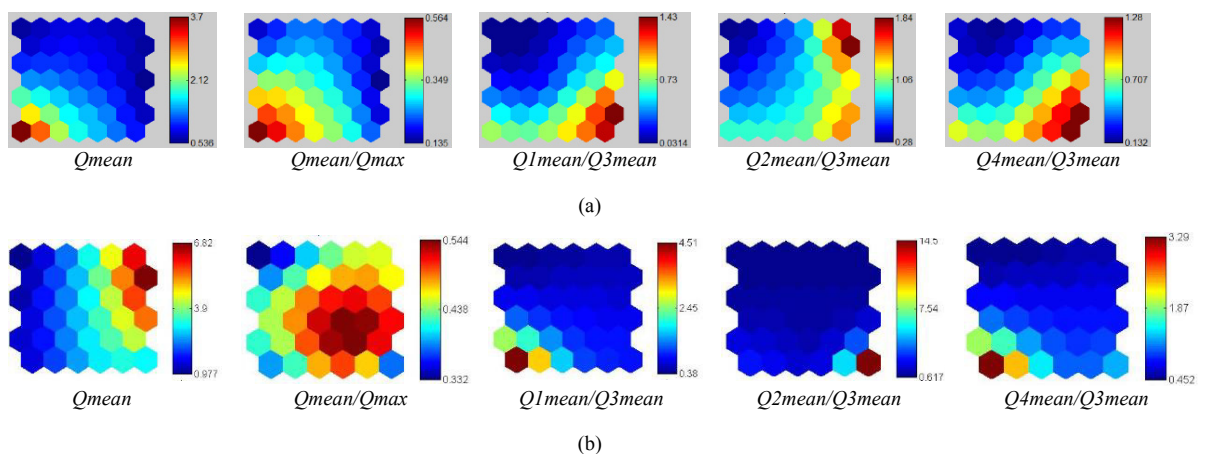 3.7
2.12
0.536
Qmean
0.564
0.349
0.135
Qmean/Qmax
1.43
0.73
0.0314
Q1mean/Q3mean
1.84
1.06
0.28
Q2mean/Q3mean
1.28
0.707
0.132
Q4mean/Q3mean
(a)
6.82
3.9
0.977
Qmean
0.544
0.438
0.332
Qmean/Qmax
4.51
2.45
0.38
Q1mean/Q3mean
14.5
7.54
0.617
Q2mean/Q3mean
3.29
1.87
0.452
Q4mean/Q3mean
(b)